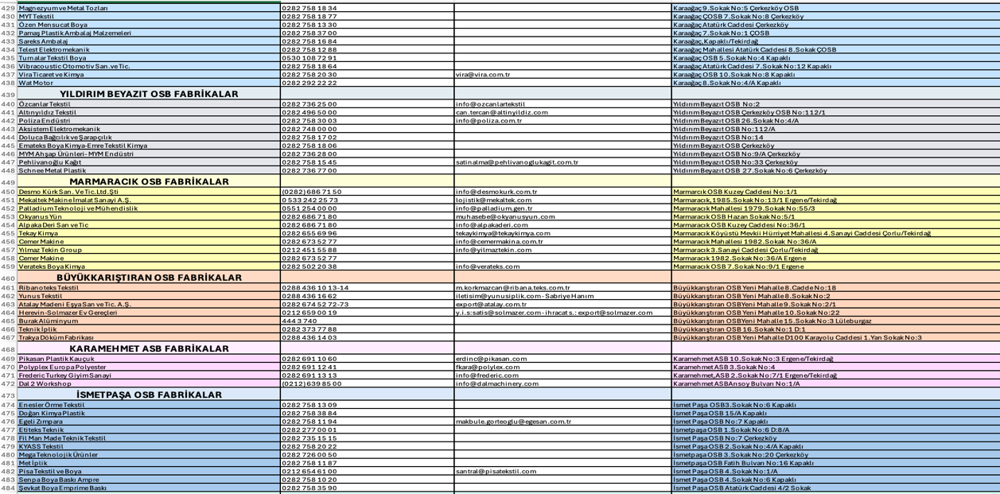 429 Magnezyum ve Metal Tozları 0282 758 18 34 Karaağaç 9.Sokak No:5 Çerkezköy OSB
430 MYT Tekstil 0282 758 18 77 Karaağaç ÇOSB 7.Sokak No:8 Çerkezköy
431 Özen Mensucat Boya 0282 758 13 30 Karaağaç Atatürk Caddesi Çerkezköy
432 Pamaş Plastik Ambalaj Malzemeleri 0282 758 37 00 Karaağaç 7.Sokak No:1 ÇOSB
433 Sareks Ambalaj 0282 758 16 84 Karaağaç,Kapaklı/Tekirdağ
434 Telest Elektromekanik 0282 758 12 88 Karaağaç Mahallesi Atatürk Caddesi 8.Sokak ÇOSB
435 Turnalar Tekstil Boya 0530 108 72 91 Karaağaç OSB 5.Sokak No:4 Kapaklı
436 Vibracoustic Otomotiv San.ve Tic. 0282 758 18 64 Karaağaç Atatürk Caddesi 7.Sokak No:12 Kapaklı
437 Vira Ticaret ve Kimya 0282 758 20 30 vira@vira.com.tr Karaağaç OSB 10.Sokak No:8 Kapaklı
438 Wat Motor 0282 292 22 22 Karaağaç 8.Sokak No:4/A Kapaklı
439 YILDIRIM BEYAZIT OSB FABRİKALAR
440 Özcanlar Tekstil 0282 736 25 00 info@ozcanlartekstil Yıldırım Beyazıt OSB No:2
441 Altınyıldız Tekstil 0282 496 50 00 can.tercan@altinyildiz.com Yıldırım Beyazıt OSB Çerkezköy OSB No:112/1
442 Poliza Endüstri 0282 758 30 03 info@poliza.com.tr Yıldırım Beyazıt OSB 26.Sokak No:4/A
443 Aksistem Elektromekanik 0282 748 00 00 Yıldırım Beyazıt OSB No:112/A
444 Doluca Bağcılık ve Şarapçılık 0282 758 17 02 Yıldırım Beyazıt OSB No:14
445 Emateks Boya Kimya-Emre Tekstil Kimya 0282 758 18 06 Yıldırım Beyazıt OSB Çerkezköy
446 MYM Ahşap Ürünleri- MYM Endüstri 0282 736 28 00 Yıldırım Beyazıt OSB No:9/A Çerkezköy
447 Pehlivanoğlu Kağıt 0282 758 15 45 satinalma@pehlivanoglukagit.com.tr Yıldırım Beyazıt OSB No:33 Çerkezköy
448 Schnee Metal Plastik 0282 736 77 00 Yıldırım Beyazıt OSB 27.Sokak No:6 Çerkezköy
449 MARMARACIK OSB FABRİKALAR
450 Desmo Kürk San. Ve Tic.Ltd.Şti (0282) 686 71 50 info@desmokurk.com.tr Marmarcık OSB Kuzey Caddesi No:1/1
451 Mekaltek Makine İmalat Sanayi A.Ş. 0 533 242 25 73 lojistik@mekaltek.com Marmaracık,1985.Sokak No:13/1 Ergene/Tekirdağ
452 Palladium Teknoloji ve Mühendislik 0551 254 00 00 info@palladium.gen.tr Marmaracık Mahallesi 1979.Sokak No:55/3
453 Okyanus Yün 0282 686 71 80 muhasebe@okyanusyun.com Marmaracık OSB Hazan Sokak No:5/1
454 Alpaka Deri San ve Tic 0282 686 71 80 info@alpakaderi.com Marmaracık OSB Kuzey Caddesi No:36/1
455 Tekay Kimya 0282 655 69 96 tekaykimya@tekaykimya.com Marmaracık Köyüstü Mevkii Hürriyet Mahallesi 4.Sanayi Caddesi Çorlu/Tekirdağ
456 Cemer Makine 0282 673 52 77 info@cemermakina.com.tr Marmaracık Mahallesi 1982.Sokak No:36/A
457 Yılmaz Tekin Group 0212 451 55 88 info@yilmaztekin.com Marmaracık 3.Sanayi Caddesi Çorlu/Tekirdağ
458 Cemer Makine 0282 673 52 77 Marmaracık 1982.Sokak No:36/A Ergene
459 Verateks Boya Kimya 0282 502 20 38 info@verateks.com Marmaracık OSB 7.Sokak No:9/1 Ergene
460 BÜYÜKKARIŞTIRAN OSB FABRİKALAR
461 Ribanoteks Tekstil 0288 436 10 13-14 m.korkmazcan@ribana.teks.com.tr Büyükkarıştıran OSB Yeni Mahalle 8.Cadde No:18
462 Yunus Tekstil 0288 436 16 62 iletisim@yunusiplik.com - Sabriye Hanım Büyükkarıştıran OSB Yeni Mahalle 8.Sokak No:2
463 Atalay Madeni Eşya San ve Tic. A.Ş. 0282 674 52 72-73 export@atalay.com.tr Büyükkarıştıran OSBYeni Mahalle 9.Sokak No:2/1
464 Herevin-Solmazer Ev Gereçleri 0212 659 00 19 y.i.s:satis@solmazer.com - ihracat s.: export@solmazer.com Büyükkarıştıran OSB Yeni Mahalle 10.Sokak No:22
465 Burak Alüminyum 444 3 740 Büyükkarıştıran OSBYeni Mahalle 15.Sokak No:3 Lüleburgaz
466 Teknik İplik 0282 373 77 88 Büyükkarıştıran OSB 16.Sokak No:1 D:1
467 Trakya Döküm Fabrikası 0288 436 14 03 Büyükkarıştıran OSB Yeni Mahalle D100 Karayolu Caddesi 1.Yan Sokak No:3
468 KARAMEHMET ASB FABRİKALAR
469 Pikasan Plastik Kauçuk 0282 691 10 60 erdinc@pikasan.com Karamehmet ASB 10.Sokak No:3 Ergene/Tekirdağ
470 Polyplex Europa Polyester 0282 691 12 41 fkara@polylex.com Karamehmet ASB 3.Sokak No:4
471 Frederic Turkey Giyim Sanayi 0282 691 13 13 info@frederic.com Karamehmet,ASB 2.Sokak No:7/1 Ergene/Tekirdağ
472 Dal 2 Workshop (0212) 639 85 00 info@dalmachinery.com Karamehmet ASBArısoy Bulvarı No:1/A
473 İSMETPAŞA OSB FABRİKALAR
474 Enesler Örme Tekstil 0282 758 13 09 İsmet Paşa OSB3.Sokak No:6 Kapaklı
475 Doğan Kimya Plastik 0282 758 38 84 İsmet Paşa OSB 15/A Kapaklı
476 Egeli Zımpara 0282 758 11 94 makbule.gorteoglu@egesan.com.tr İsmet Paşa OSB No:7 Kapaklı
477 Etiteks Teknik 0282 277 00 01 İsmetpaşa OSB 1.Sokak No:6 D:8/A
478 Fil Man Made Teknik Tekstil 0282 735 15 15 İsmet Paşa OSB No:7 Çerkezköy
479 KYASS Tekstil 0282 758 20 22 İsmet Paşa OSB 2.Sokak No:4/A Kapaklı
480 Mega Teknolojik Ürünler 0282 726 00 50 İsmetpaşa OSB 3.Sokak No:20 Çerkezköy
481 Met İplik 0282 758 11 87 İsmetpaşa OSB Fatih Bulvarı No:16 Kapaklı
482 Pisa Tekstil ve Boya 0212 654 61 00 santral@pisatekstil.com İsmet Paşa OSB 4.Sokak No:1/A
483 Senpa Boya Baskı Ampre 0282 758 10 20 İsmet Paşa OSB 4.Sokak No:6 Kapaklı
484 Şevkat Boya Emprime Baskı 0282 758 35 90 İsmet Paşa OSB Atatürk Caddesi 4/2 Sokak